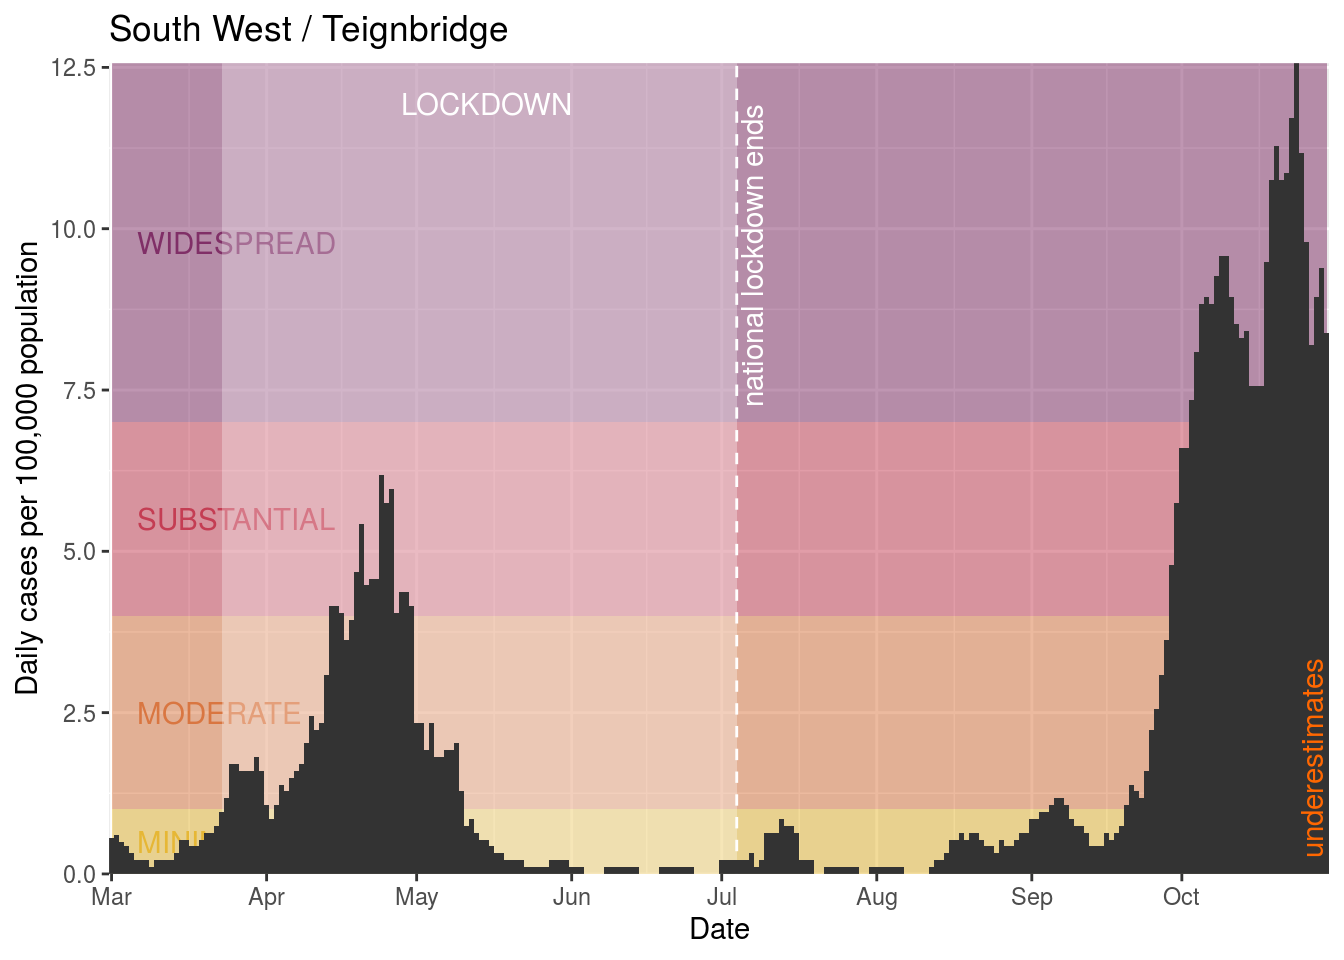 South West / Teignbridge
12.5
10.0
7.5
5.0
2.5
0.0
Daily cases per 100,000 population
LOCKDOWN
national lockdown ends
WIDESPREAD
SUBSTANTIAL
MODERATE
underestimates
Mar Apr May Jun Jul Aug Sep Oct
Date